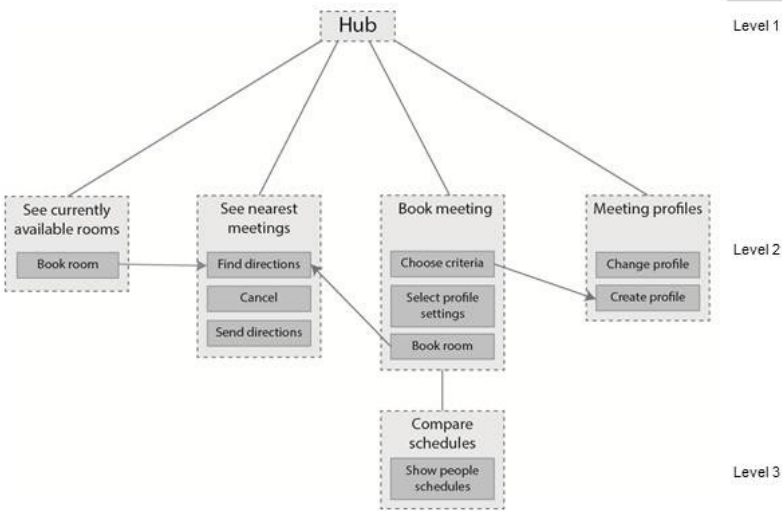 Hub
Level 1
See currently
available rooms
Book room
See nearest
meetings
Find directions
Cancel
Send directions
Book meeting
Choose criteria
Select profile
settings
Book room
Meeting profiles
Change profile
Create profile
Level 2
Compare
schedules
Show people
schedules
Level 3